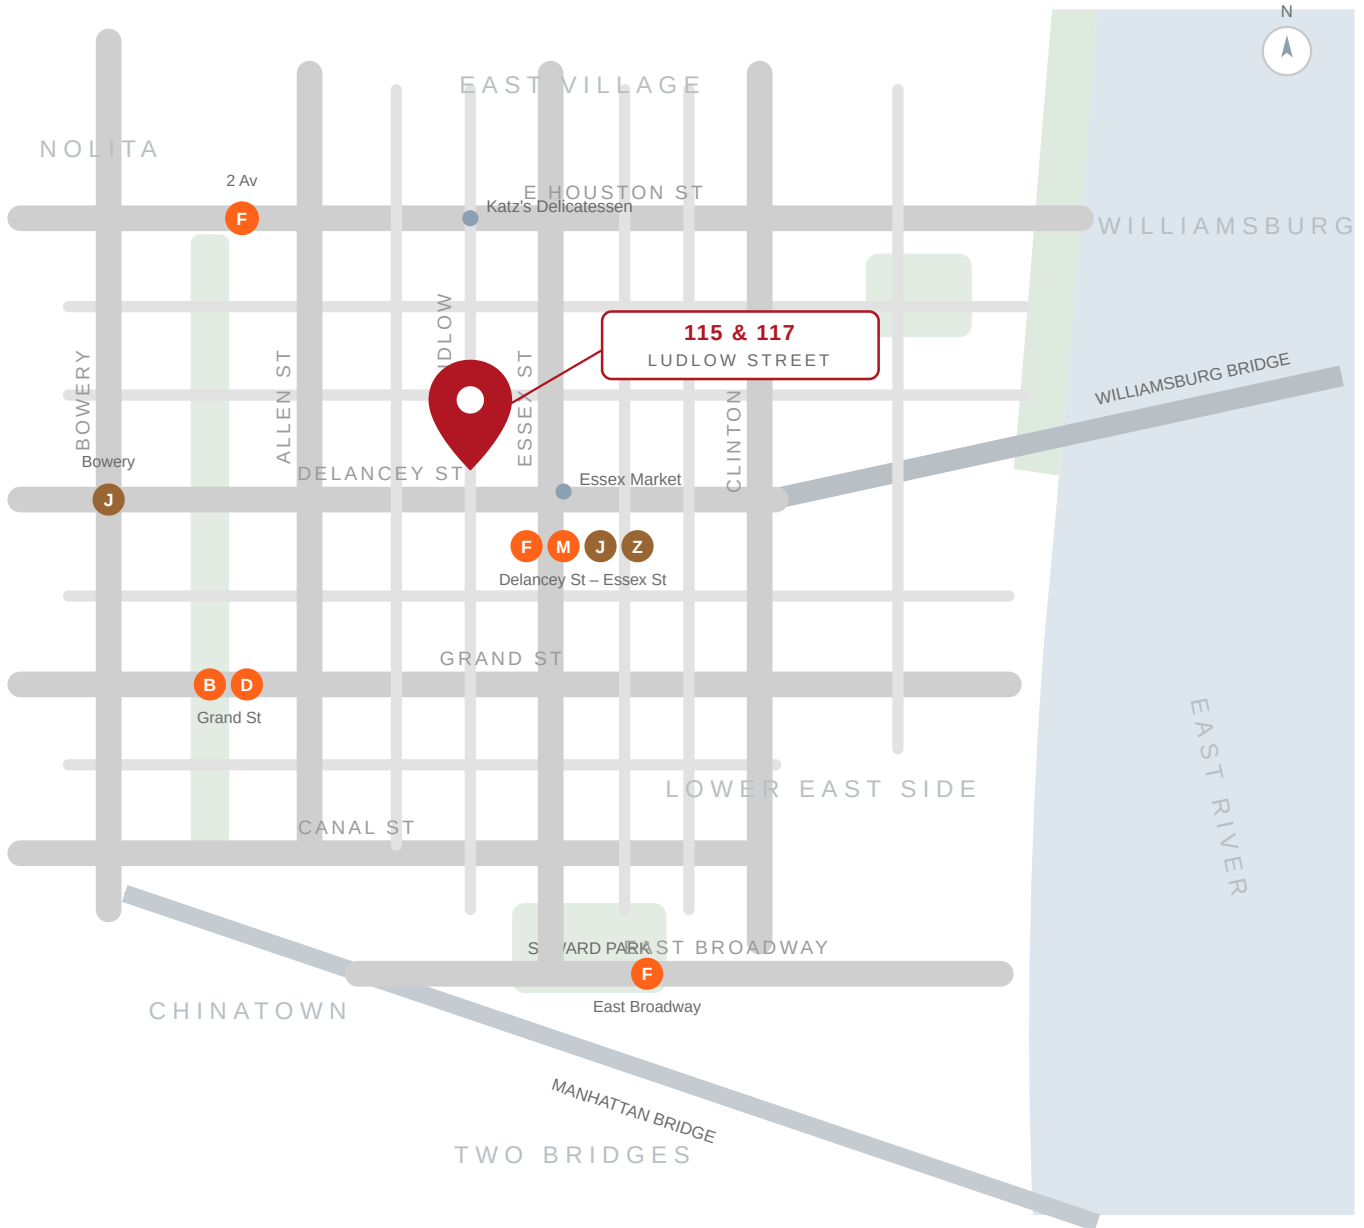 N
EAST VILLAGE
NOLITA
2 Av
E HOUSTON ST
F
Katz's Delicatessen
WILLIAMSBURG
115 & 117
LUDLOW STREET
BOWERY
ALLEN ST
ESSEX ST
CLINTON
WILLIAMSBURG BRIDGE
Bowery
DELANCEY ST
Essex Market
J
F M J Z
Delancey St – Essex St
GRAND ST
B D
Grand St
EAST RIVER
LOWER EAST SIDE
CANAL ST
PARK
EAST BROADWAY
F
East Broadway
CHINATOWN
MANHATTAN BRIDGE
TWO BRIDGES